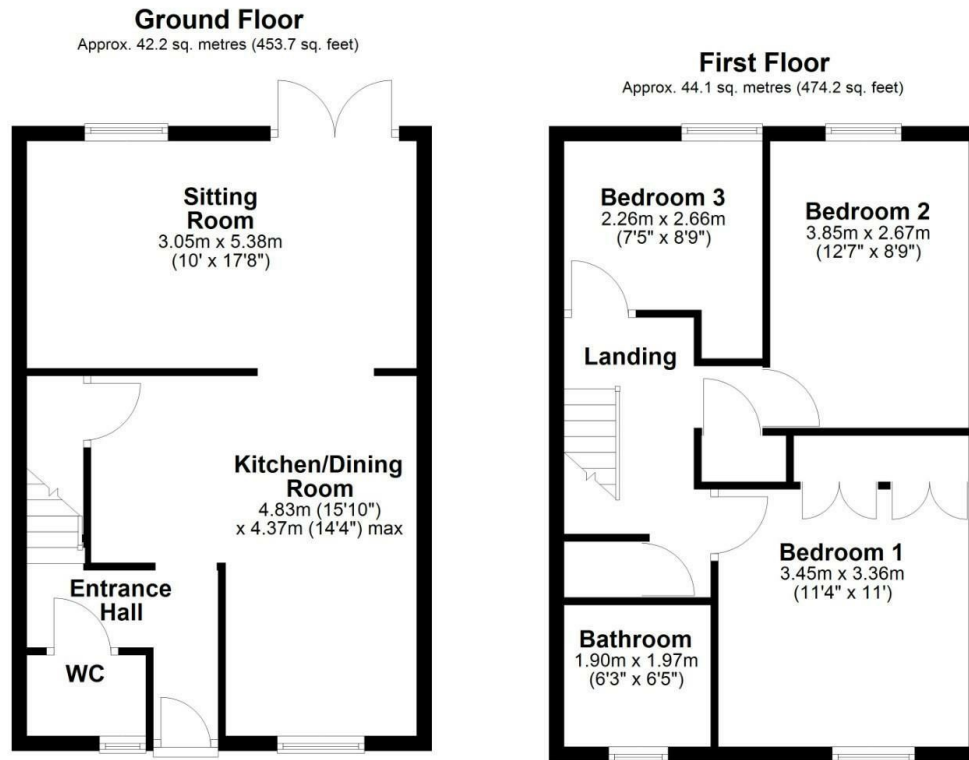 Ground Floor
Approx. 42.2 sq. metres (453.7 sq. feet)
Sitting
Room
3.05m x 5.38m
(10' x 17'8")
Kitchen/Dining
Room
4.83m (15'10")
x 4.37m (14'4") max
Entrance
Hall
WC
First Floor
Approx. 44.1 sq. metres (474.2 sq. feet)
Bedroom 3
2.26m x 2.66m
(7'5" x 8'9")
Bedroom 2
3.85m x 2.67m
(12'7" x 8'9")
Landing
Bedroom 1
3.45m x 3.36m
(11'4" x 11')
Bathroom
1.90m x 1.97m
(6'3" x 6'5")